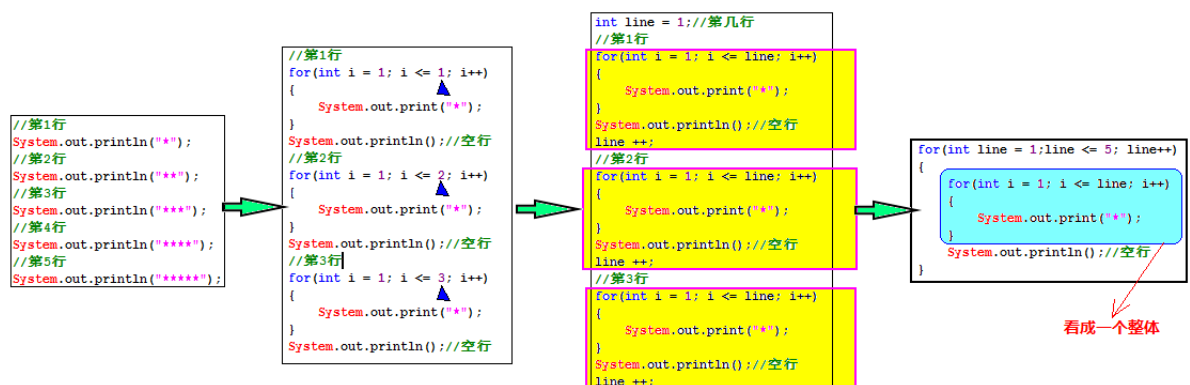 //第1行
System.out.println("*");
//第2行
System.out.println("**");
//第3行
System.out.println("***");
//第4行
System.out.println("****");
//第5行
System.out.println("*****");
//第1行
for(int i = 1; i <= 1; i++)
{
System.out.print("*");
}
System.out.println();//空行
//第2行
for(int i = 1; i <= 2; i++)
{
System.out.print("*");
}
System.out.println();//空行
//第3行
for(int i = 1; i <= 3; i++)
{
System.out.print("*");
}
System.out.println();//空行
int line = 1;//第几行
//第1行
for(int i = 1; i <= line; i++)
{
System.out.print("*");
}
System.out.println();//空行
line ++;
//第2行
for(int i = 1; i <= line; i++)
{
System.out.print("*");
}
System.out.println();//空行
line ++;
//第3行
for(int i = 1; i <= line; i++)
{
System.out.print("*");
}
System.out.println();//空行
line ++;
for(int line = 1;line <= 5; line++)
{
for(int i = 1; i <= line; i++)
{
System.out.print("*");
}
System.out.println();//空行
}
看成一个整体